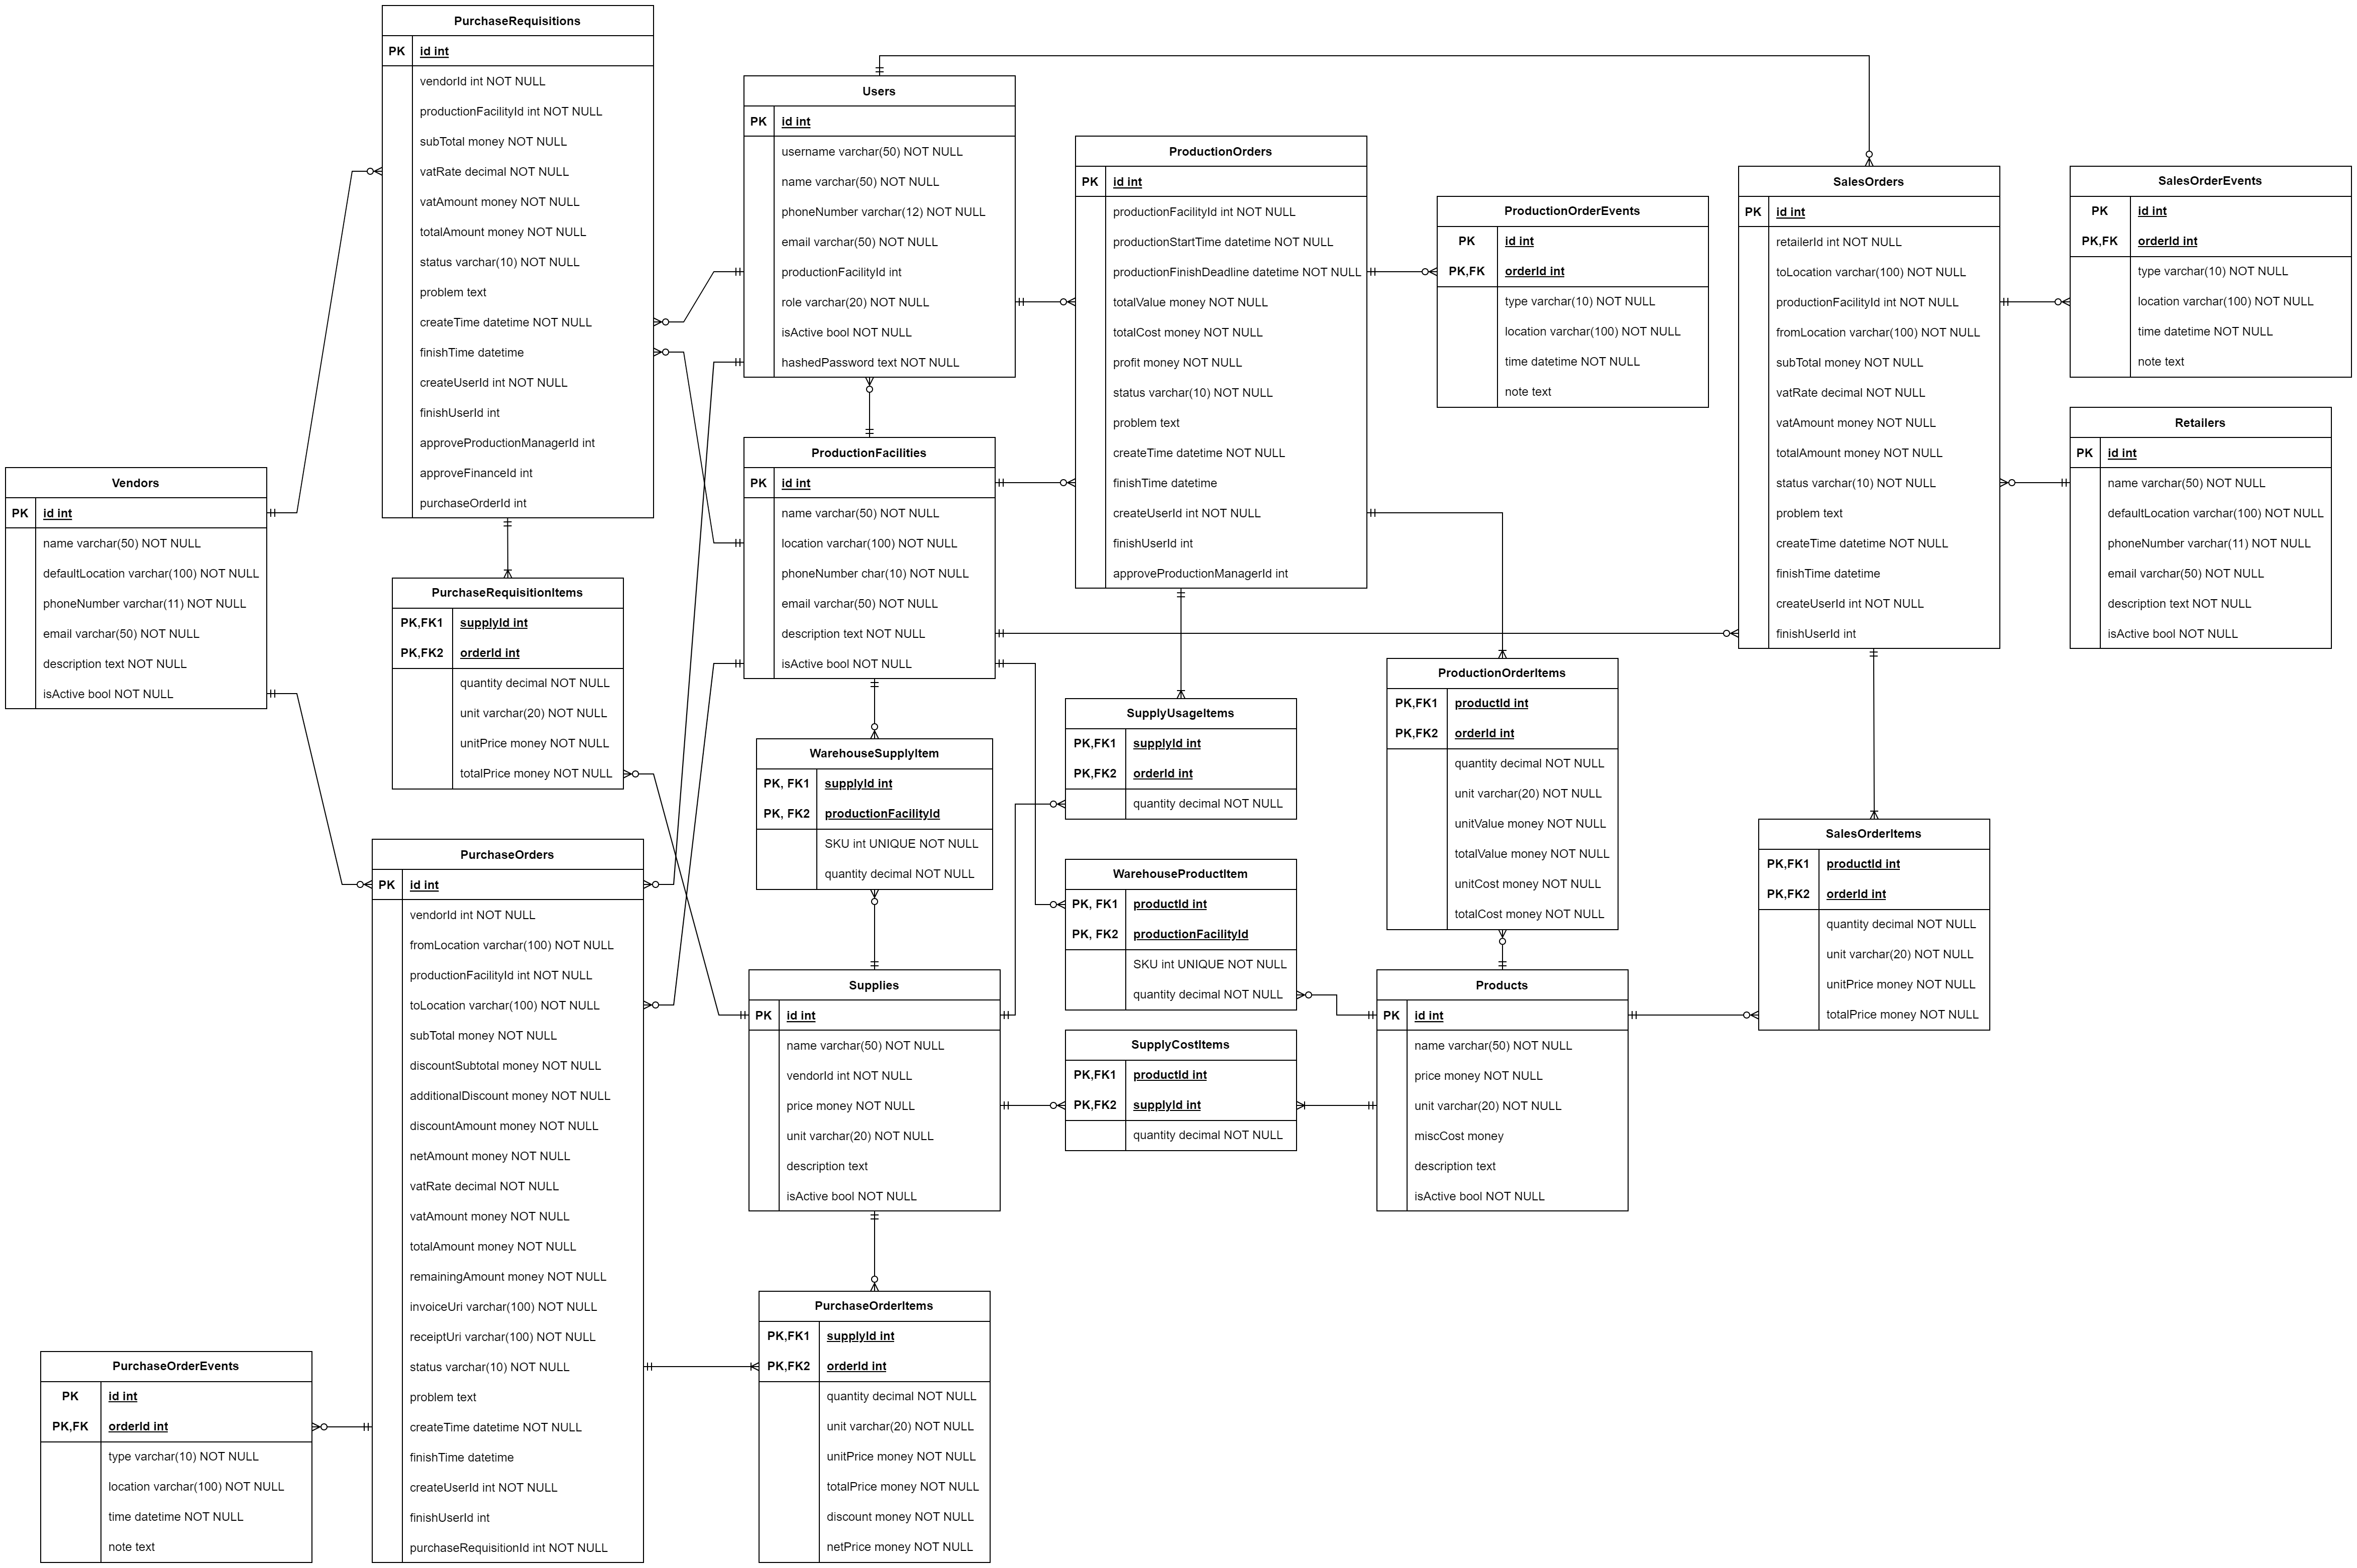 PurchaseRequisitions
PK id int
vendorId int NOT NULL
productionFacilityId int NOT NULL
subTotal money NOT NULL
vatRate decimal NOT NULL
vatAmount money NOT NULL
totalAmount money NOT NULL
status varchar(10) NOT NULL
problem text
createTime datetime NOT NULL
finishTime datetime
createUserId int NOT NULL
finishUserId int
approveProductionManagerId int
approveFinanceId int
purchaseOrderId int
Users
PK id int
username varchar(50) NOT NULL
name varchar(50) NOT NULL
phoneNumber varchar(12) NOT NULL
email varchar(50) NOT NULL
productionFacilityId int
role varchar(20) NOT NULL
isActive bool NOT NULL
hashedPassword text NOT NULL
ProductionOrders
PK id int
productionFacilityId int NOT NULL
productionStartTime datetime NOT NULL
productionFinishDeadline datetime NOT NULL
totalValue money NOT NULL
totalCost money NOT NULL
profit money NOT NULL
status varchar(10) NOT NULL
problem text
createTime datetime NOT NULL
finishTime datetime
createUserId int NOT NULL
finishUserId int
approveProductionManagerId int
ProductionOrderEvents
PK id int
PK,FK orderId int
type varchar(10) NOT NULL
location varchar(100) NOT NULL
time datetime NOT NULL
note text
SalesOrders
PK id int
retailerId int NOT NULL
toLocation varchar(100) NOT NULL
productionFacilityId int NOT NULL
fromLocation varchar(100) NOT NULL
subTotal money NOT NULL
vatRate decimal NOT NULL
vatAmount money NOT NULL
totalAmount money NOT NULL
status varchar(10) NOT NULL
problem text
createTime datetime NOT NULL
finishTime datetime
createUserId int NOT NULL
finishUserId int
SalesOrderEvents
PK id int
PK,FK orderId int
type varchar(10) NOT NULL
location varchar(100) NOT NULL
time datetime NOT NULL
note text
Retailers
PK id int
name varchar(50) NOT NULL
defaultLocation varchar(100) NOT NULL
phoneNumber varchar(11) NOT NULL
email varchar(50) NOT NULL
description text NOT NULL
isActive bool NOT NULL
Vendors
PK id int
name varchar(50) NOT NULL
defaultLocation varchar(100) NOT NULL
phoneNumber varchar(11) NOT NULL
email varchar(50) NOT NULL
description text NOT NULL
isActive bool NOT NULL
ProductionFacilities
PK id int
name varchar(50) NOT NULL
location varchar(100) NOT NULL
phoneNumber char(10) NOT NULL
email varchar(50) NOT NULL
description text NOT NULL
isActive bool NOT NULL
PurchaseRequisitionItems
PK,FK1 supplyId int
PK,FK2 orderId int
quantity decimal NOT NULL
unit varchar(20) NOT NULL
unitPrice money NOT NULL
totalPrice money NOT NULL
WarehouseSupplyItem
PK, FK1 supplyId int
PK, FK2 productionFacilityId
SKU int UNIQUE NOT NULL
quantity decimal NOT NULL
SupplyUsageItems
PK,FK1 supplyId int
PK,FK2 orderId int
quantity decimal NOT NULL
ProductionOrderItems
PK,FK1 productId int
PK,FK2 orderId int
quantity decimal NOT NULL
unit varchar(20) NOT NULL
unitValue money NOT NULL
totalValue money NOT NULL
unitCost money NOT NULL
totalCost money NOT NULL
WarehouseProductItem
PK, FK1 productId int
PK, FK2 productionFacilityId
SKU int UNIQUE NOT NULL
quantity decimal NOT NULL
SalesOrderItems
PK,FK1 productId int
PK,FK2 orderId int
quantity decimal NOT NULL
unit varchar(20) NOT NULL
unitPrice money NOT NULL
totalPrice money NOT NULL
PurchaseOrders
PK id int
vendorId int NOT NULL
fromLocation varchar(100) NOT NULL
productionFacilityId int NOT NULL
toLocation varchar(100) NOT NULL
subTotal money NOT NULL
discountSubtotal money NOT NULL
additionalDiscount money NOT NULL
discountAmount money NOT NULL
netAmount money NOT NULL
vatRate decimal NOT NULL
vatAmount money NOT NULL
totalAmount money NOT NULL
remainingAmount money NOT NULL
invoiceUri varchar(100) NOT NULL
receiptUri varchar(100) NOT NULL
status varchar(10) NOT NULL
problem text
createTime datetime NOT NULL
finishTime datetime
createUserId int NOT NULL
finishUserId int
purchaseRequisitionId int NOT NULL
Supplies
PK id int
name varchar(50) NOT NULL
vendorId int NOT NULL
price money NOT NULL
unit varchar(20) NOT NULL
description text
isActive bool NOT NULL
SupplyCostItems
PK,FK1 productId int
PK,FK2 supplyId int
quantity decimal NOT NULL
Products
PK id int
name varchar(50) NOT NULL
price money NOT NULL
unit varchar(20) NOT NULL
miscCost money
description text
isActive bool NOT NULL
PurchaseOrderItems
PK,FK1 supplyId int
PK,FK2 orderId int
quantity decimal NOT NULL
unit varchar(20) NOT NULL
unitPrice money NOT NULL
totalPrice money NOT NULL
discount money NOT NULL
netPrice money NOT NULL
PurchaseOrderEvents
PK id int
PK,FK orderId int
type varchar(10) NOT NULL
location varchar(100) NOT NULL
time datetime NOT NULL
note text